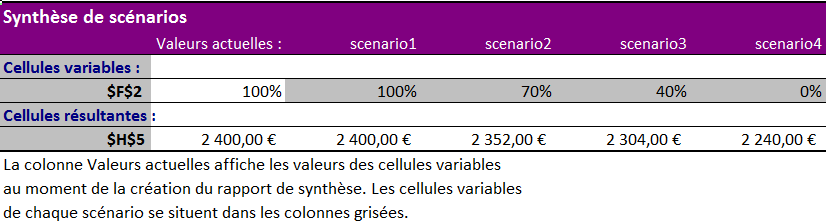 Synthèse de scénarios
Valeurs actuelles : scenario1 scenario2 scenario3 scenario4
Cellules variables :
$F$2 100% 100% 70% 40% 0%
Cellules résultantes :
$H$5 2 400,00 € 2 400,00 € 2 352,00 € 2 304,00 € 2 240,00 €
La colonne Valeurs actuelles affiche les valeurs des cellules variables
au moment de la création du rapport de synthèse. Les cellules variables
de chaque scénario se situent dans les colonnes grisées.